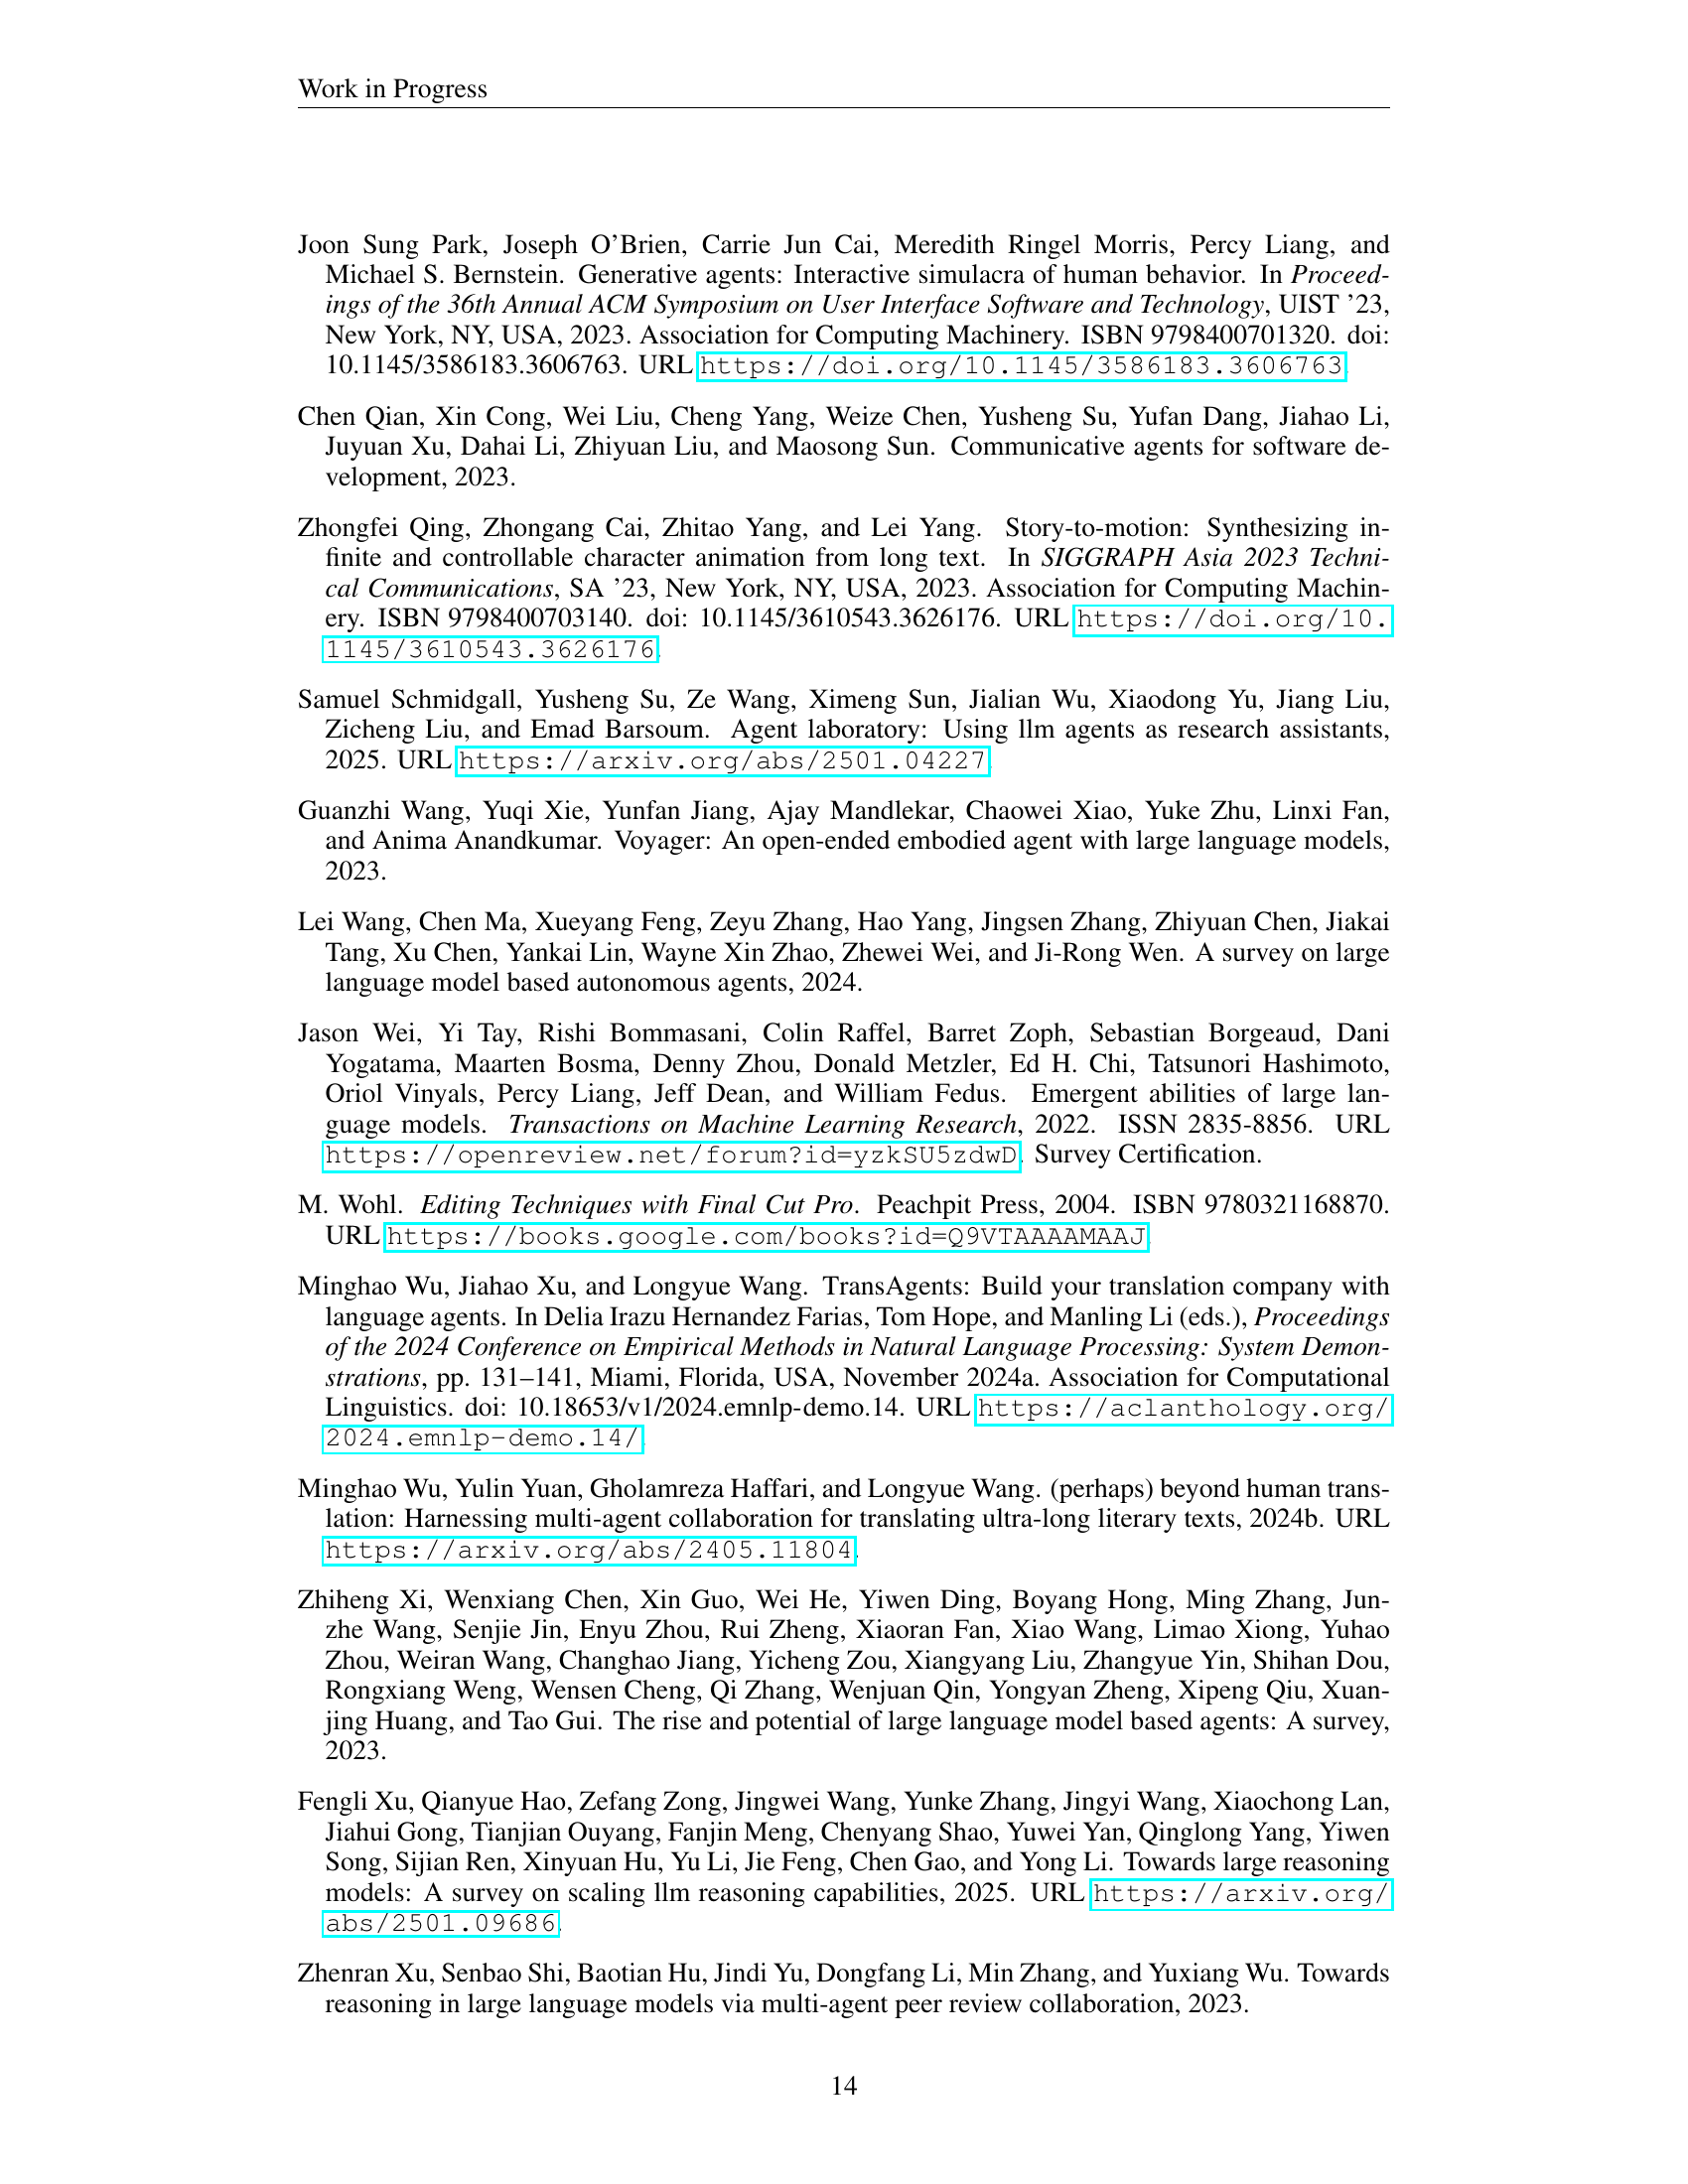 Work in Progress
Joon Sung Park, Joseph O’Brien, Carrie Jun Cai, Meredith Ringel Morris, Percy Liang, and
Michael S. Bernstein. Generative agents: Interactive simulacra of human behavior. In Proceed-
ings of the 36th Annual ACM Symposium on User Interface Software and Technology, UIST ’23,
New York, NY, USA, 2023. Association for Computing Machinery. ISBN 9798400701320. doi:
10.1145/3586183.3606763. URL https://doi.org/10.1145/3586183.3606763.
Chen Qian, Xin Cong, Wei Liu, Cheng Yang, Weize Chen, Yusheng Su, Yufan Dang, Jiahao Li,
Juyuan Xu, Dahai Li, Zhiyuan Liu, and Maosong Sun. Communicative agents for software de-
velopment, 2023.
Zhongfei Qing, Zhongang Cai, Zhitao Yang, and Lei Yang. Story-to-motion: Synthesizing in-
finite and controllable character animation from long text. In SIGGRAPH Asia 2023 Techni-
cal Communications, SA ’23, New York, NY, USA, 2023. Association for Computing Machin-
ery. ISBN 9798400703140. doi: 10.1145/3610543.3626176. URL https://doi.org/10.
1145/3610543.3626176.
Samuel Schmidgall, Yusheng Su, Ze Wang, Ximeng Sun, Jialian Wu, Xiaodong Yu, Jiang Liu,
Zicheng Liu, and Emad Barsoum. Agent laboratory: Using llm agents as research assistants,
2025. URL https://arxiv.org/abs/2501.04227.
Guanzhi Wang, Yuqi Xie, Yunfan Jiang, Ajay Mandlekar, Chaowei Xiao, Yuke Zhu, Linxi Fan,
and Anima Anandkumar. Voyager: An open-ended embodied agent with large language models,
2023.
Lei Wang, Chen Ma, Xueyang Feng, Zeyu Zhang, Hao Yang, Jingsen Zhang, Zhiyuan Chen, Jiakai
Tang, Xu Chen, Yankai Lin, Wayne Xin Zhao, Zhewei Wei, and Ji-Rong Wen. A survey on large
language model based autonomous agents, 2024.
Jason Wei, Yi Tay, Rishi Bommasani, Colin Raffel, Barret Zoph, Sebastian Borgeaud, Dani
Yogatama, Maarten Bosma, Denny Zhou, Donald Metzler, Ed H. Chi, Tatsunori Hashimoto,
Oriol Vinyals, Percy Liang, Jeff Dean, and William Fedus. Emergent abilities of large lan-
guage models. Transactions on Machine Learning Research, 2022. ISSN 2835-8856. URL
https://openreview.net/forum?id=yzkSU5zdwD. Survey Certification.
M. Wohl. Editing Techniques with Final Cut Pro. Peachpit Press, 2004. ISBN 9780321168870.
URL https://books.google.com/books?id=Q9VTAAAAMAAJ.
Minghao Wu, Jiahao Xu, and Longyue Wang. TransAgents: Build your translation company with
language agents. In Delia Irazu Hernandez Farias, Tom Hope, and Manling Li (eds.), Proceedings
of the 2024 Conference on Empirical Methods in Natural Language Processing: System Demon-
strations, pp. 131–141, Miami, Florida, USA, November 2024a. Association for Computational
Linguistics. doi: 10.18653/v1/2024.emnlp-demo.14. URL https://aclanthology.org/
2024.emnlp-demo.14/.
Minghao Wu, Yulin Yuan, Gholamreza Haffari, and Longyue Wang. (perhaps) beyond human trans-
lation: Harnessing multi-agent collaboration for translating ultra-long literary texts, 2024b. URL
https://arxiv.org/abs/2405.11804.
Zhiheng Xi, Wenxiang Chen, Xin Guo, Wei He, Yiwen Ding, Boyang Hong, Ming Zhang, Jun-
zhe Wang, Senjie Jin, Enyu Zhou, Rui Zheng, Xiaoran Fan, Xiao Wang, Limao Xiong, Yuhao
Zhou, Weiran Wang, Changhao Jiang, Yicheng Zou, Xiangyang Liu, Zhangyue Yin, Shihan Dou,
Rongxiang Weng, Wensen Cheng, Qi Zhang, Wenjuan Qin, Yongyan Zheng, Xipeng Qiu, Xuan-
jing Huang, and Tao Gui. The rise and potential of large language model based agents: A survey,
2023.
Fengli Xu, Qianyue Hao, Zefang Zong, Jingwei Wang, Yunke Zhang, Jingyi Wang, Xiaochong Lan,
Jiahui Gong, Tianjian Ouyang, Fanjin Meng, Chenyang Shao, Yuwei Yan, Qinglong Yang, Yiwen
Song, Sijian Ren, Xinyuan Hu, Yu Li, Jie Feng, Chen Gao, and Yong Li. Towards large reasoning
models: A survey on scaling llm reasoning capabilities, 2025. URL https://arxiv.org/
abs/2501.09686.
Zhenran Xu, Senbao Shi, Baotian Hu, Jindi Yu, Dongfang Li, Min Zhang, and Yuxiang Wu. Towards
reasoning in large language models via multi-agent peer review collaboration, 2023.
14